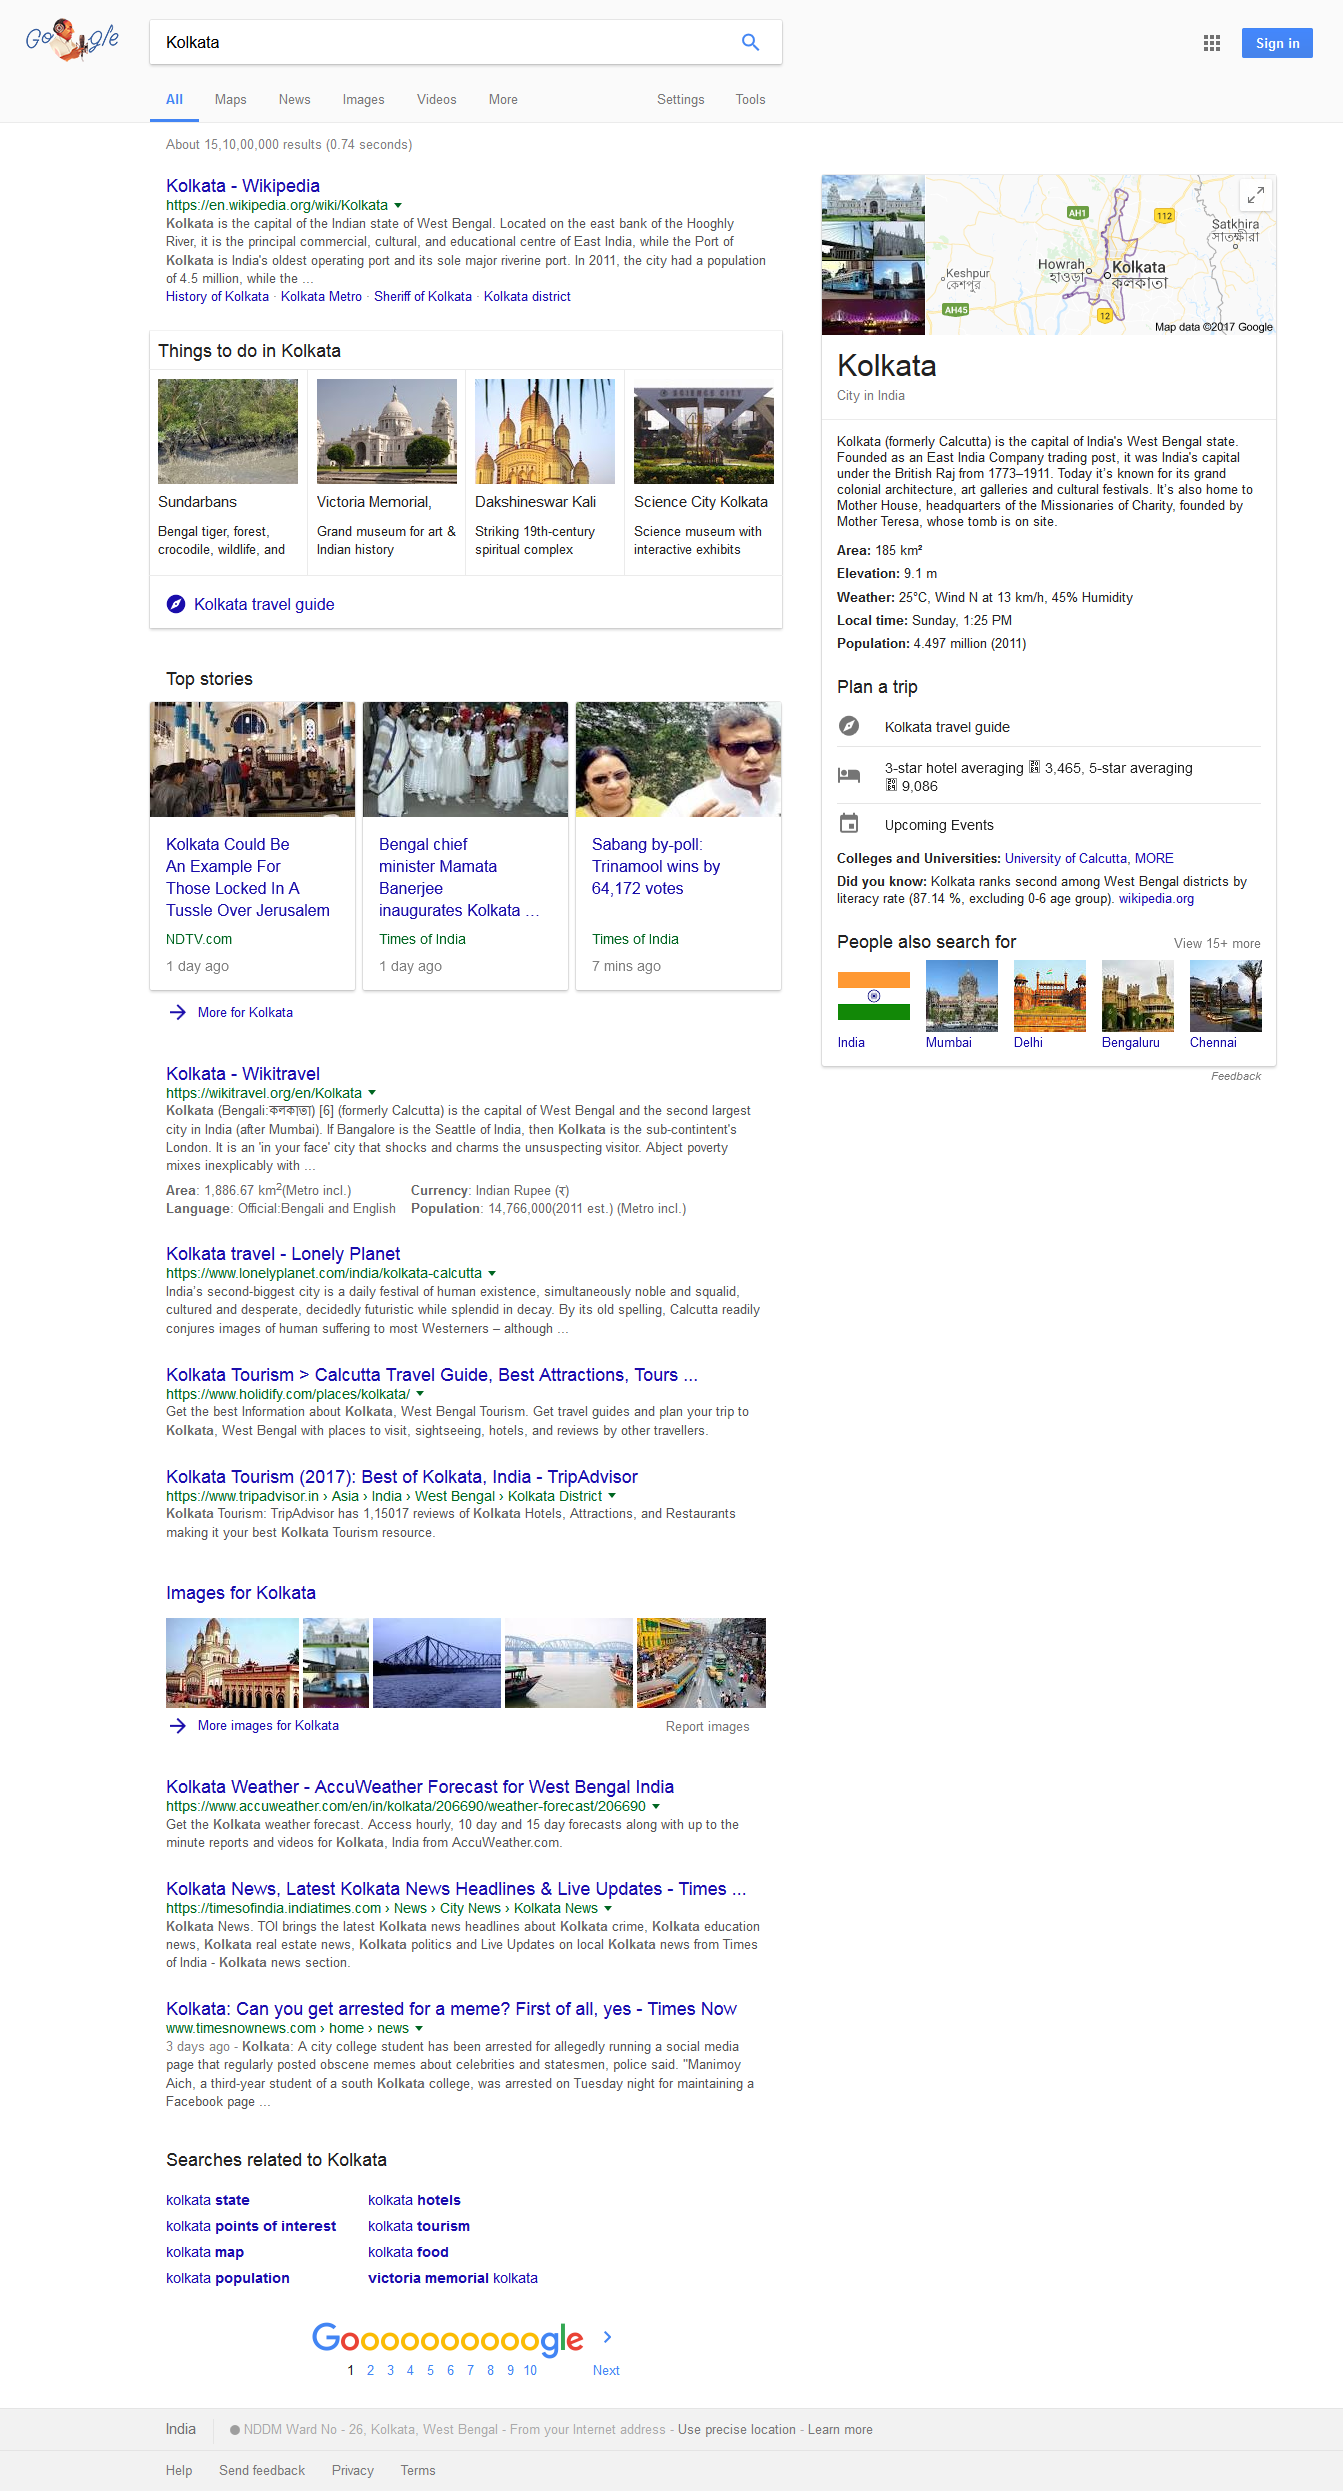 Google
Kolkata
Sign in
All Maps News Images Videos More Settings Tools
About 15,10,00,000 results (0.74 seconds)
Kolkata - Wikipedia
https://en.wikipedia.org/wiki/Kolkata
Kolkata is the capital of the Indian state of West Bengal. Located on the east bank of the Hooghly
River, it is the principal commercial, cultural, and educational centre of East India, while the Port of
Kolkata is India's oldest operating port and its sole major riverine port. In 2011, the city had a population
of 4.5 million, while the ...
History of Kolkata · Kolkata Metro · Sheriff of Kolkata · Kolkata district
Things to do in Kolkata
SCIENCE CITY
Sundarbans
Bengal tiger, forest,
crocodile, wildlife, and
Victoria Memorial,
Grand museum for art &
Indian history
Dakshineswar Kali
Striking 19th-century
spiritual complex
Science City Kolkata
Science museum with
interactive exhibits
Kolkata travel guide
Top stories
Kolkata Could Be
An Example For
Those Locked In A
Tussle Over Jerusalem
NDTV.com
1 day ago
Bengal chief
minister Mamata
Banerjee
inaugurates Kolkata ...
Times of India
1 day ago
Sabang by-poll:
Trinamool wins by
64,172 votes
Times of India
7 mins ago
More for Kolkata
Kolkata - Wikitravel
https://wikitravel.org/en/Kolkata
Kolkata (Bengali:কলকাতা) [6] (formerly Calcutta) is the capital of West Bengal and the second largest
city in India (after Mumbai). If Bangalore is the Seattle of India, then Kolkata is the sub-continent's
London. It is an 'in your face' city that shocks and charms the unsuspecting visitor. Abject poverty
mixes inexplicably with ...
Area: 1,886.67 km2(Metro incl.) Currency: Indian Rupee (₹)
Language: Official:Bengali and English Population: 14,766,000(2011 est.) (Metro incl.)
Kolkata travel - Lonely Planet
https://www.lonelyplanet.com/india/kolkata-calcutta
India's second-biggest city is a daily festival of human existence, simultaneously noble and squalid,
cultured and desperate, decidedly futuristic while splendid in decay. By its old spelling, Calcutta readily
conjures images of human suffering to most Westerners – although ...
Kolkata Tourism > Calcutta Travel Guide, Best Attractions, Tours ...
https://www.holidify.com/places/kolkata/
Get the best Information about Kolkata, West Bengal Tourism. Get travel guides and plan your trip to
Kolkata, West Bengal with places to visit, sightseeing, hotels, and reviews by other travellers.
Kolkata Tourism (2017): Best of Kolkata, India - TripAdvisor
https://www.tripadvisor.in › Asia › India › West Bengal › Kolkata District
Kolkata Tourism: TripAdvisor has 1,15017 reviews of Kolkata Hotels, Attractions, and Restaurants
making it your best Kolkata Tourism resource.
Images for Kolkata
More images for Kolkata Report images
Kolkata Weather - AccuWeather Forecast for West Bengal India
https://www.accuweather.com/en/in/kolkata/206690/weather-forecast/206690
Get the Kolkata weather forecast. Access hourly, 10 day and 15 day forecasts along with up to the
minute reports and videos for Kolkata, India from AccuWeather.com.
Kolkata News, Latest Kolkata News Headlines & Live Updates - Times ...
https://timesofindia.indiatimes.com › News › City News › Kolkata News
Kolkata News. TOI brings the latest Kolkata news headlines about Kolkata crime, Kolkata education
news, Kolkata real estate news, Kolkata politics and Live Updates on local Kolkata news from Times
of India - Kolkata news section.
Kolkata: Can you get arrested for a meme? First of all, yes - Times Now
www.timesnownews.com › home › news
3 days ago - Kolkata: A city college student has been arrested for allegedly running a social media
page that regularly posted obscene memes about celebrities and statesmen, police said. "Manimoy
Aich, a third-year student of a south Kolkata college, was arrested on Tuesday night for maintaining a
Facebook page ...
Searches related to Kolkata
kolkata state kolkata hotels
kolkata points of interest kolkata tourism
kolkata map kolkata food
kolkata population victoria memorial kolkata
AH1
112
Satkhira
সাতক্ষীরা
Howrah
হাওড়া
Kolkata
কলকাতা
Keshpur
কেশপুর
AH45
12
Map data ©2017 Google
Kolkata
City in India
Kolkata (formerly Calcutta) is the capital of India's West Bengal state.
Founded as an East India Company trading post, it was India's capital
under the British Raj from 1773–1911. Today it's known for its grand
colonial architecture, art galleries and cultural festivals. It's also home to
Mother House, headquarters of the Missionaries of Charity, founded by
Mother Teresa, whose tomb is on site.
Area: 185 km²
Elevation: 9.1 m
Weather: 25°C, Wind N at 13 km/h, 45% Humidity
Local time: Sunday, 1:25 PM
Population: 4.497 million (2011)
Plan a trip
Kolkata travel guide
3-star hotel averaging 3,465, 5-star averaging
9,086
Upcoming Events
Colleges and Universities: University of Calcutta, MORE
Did you know: Kolkata ranks second among West Bengal districts by
literacy rate (87.14 %, excluding 0-6 age group). wikipedia.org
People also search for View 15+ more
India Mumbai Delhi Bengaluru Chennai
Feedback
Goooooooooogle
1 2 3 4 5 6 7 8 9 10 Next
India NDDM Ward No - 26, Kolkata, West Bengal - From your Internet address - Use precise location - Learn more
Help Send feedback Privacy Terms